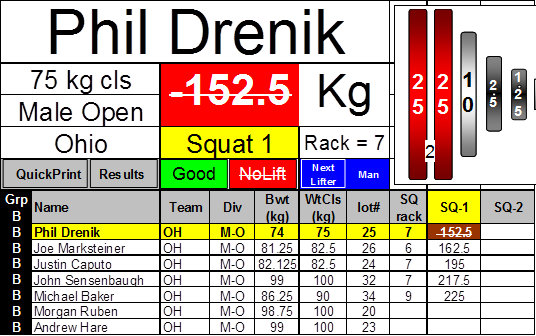 Phil Drenik
75 kg cls
Male Open
Ohio
-152.5
Kg
Squat 1
Rack = 7
25 25 10 2.5 1.25
2
QuickPrint Results Good NoLift Next Lifter Man
Grp Name Team Div Bwt (kg) WtCls (kg) lot# SQ rack SQ-1 SQ-2
B
B Phil Drenik OH M-O 74 75 25 7 -152.5
B Joe Marksteiner OH M-O 81.25 82.5 26 6 162.5
B Justin Caputo OH M-O 82.125 82.5 24 7 195
B John Sensenbaugh OH M-O 99 100 32 7 217.5
B Michael Baker OH M-O 86.25 90 34 9 225
B Morgan Ruben OH M-O 98.75 100 20
B Andrew Hare OH M-O 99 100 23